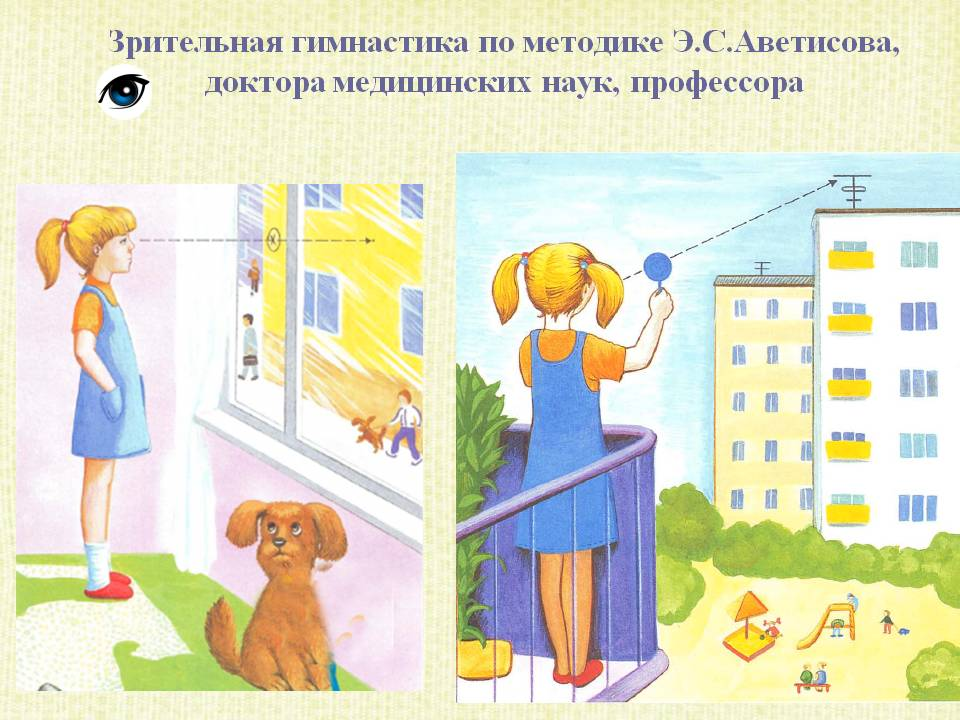 Зрительная гимнастика по методике Э.С.Аветисова,
доктора медицинских наук, профессора